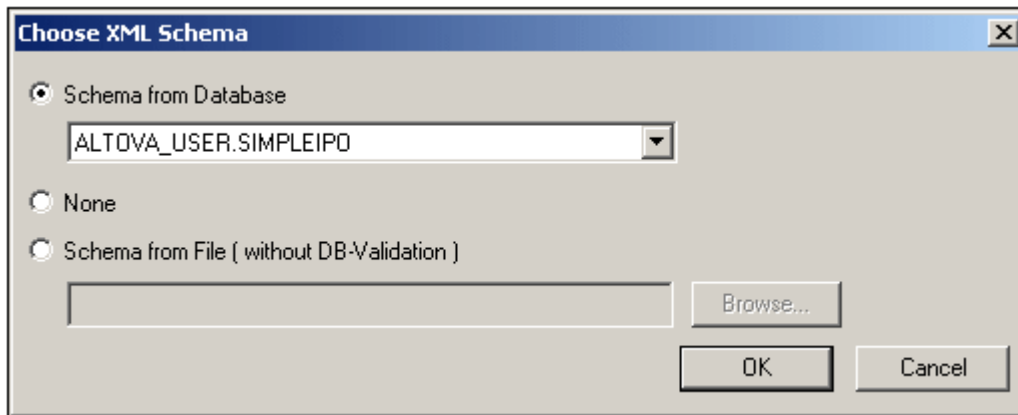 Choose XML Schema
Schema from Database
ALTOVA_USER.SIMPLEIPO
None
Schema from File ( without DB-Validation )
Browse...
OK
Cancel